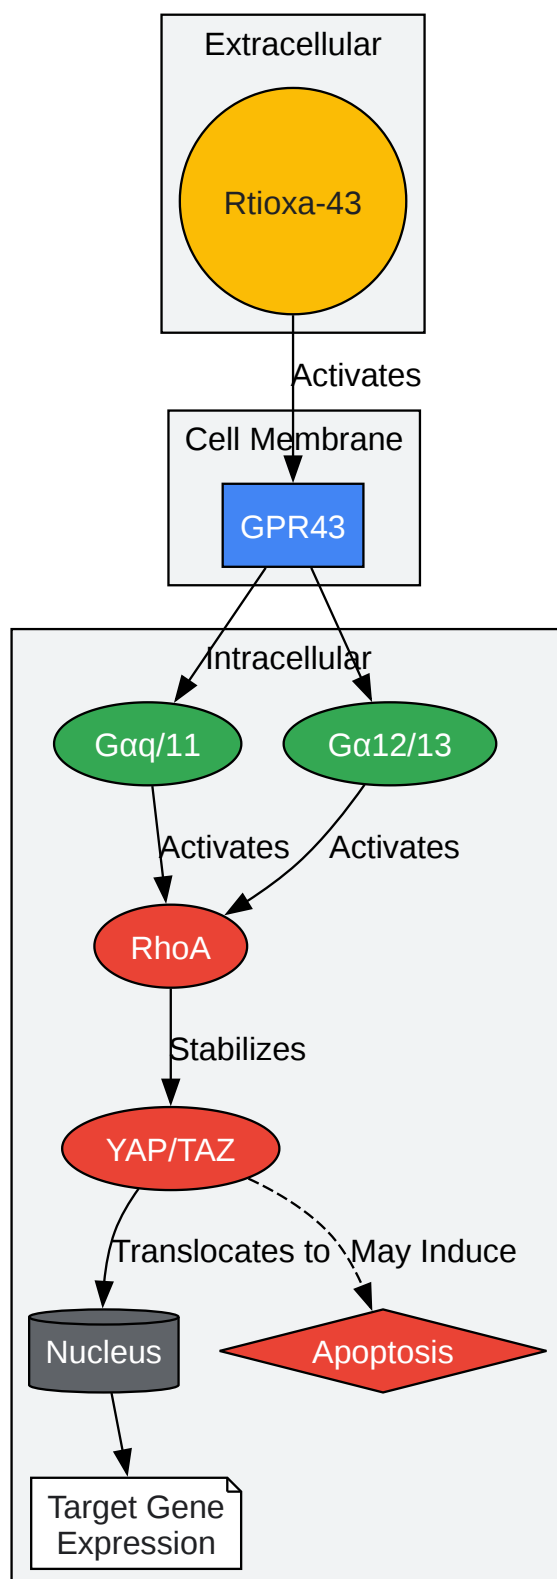 Extracellular
Rtioxa-43
Activates
Cell Membrane
GPR43
Intracellular
Gαq/11
Gα12/13
Activates
Activates
RhoA
Stabilizes
YAP/TAZ
Translocates to
May Induce
Nucleus
Apoptosis
Target Gene
Expression